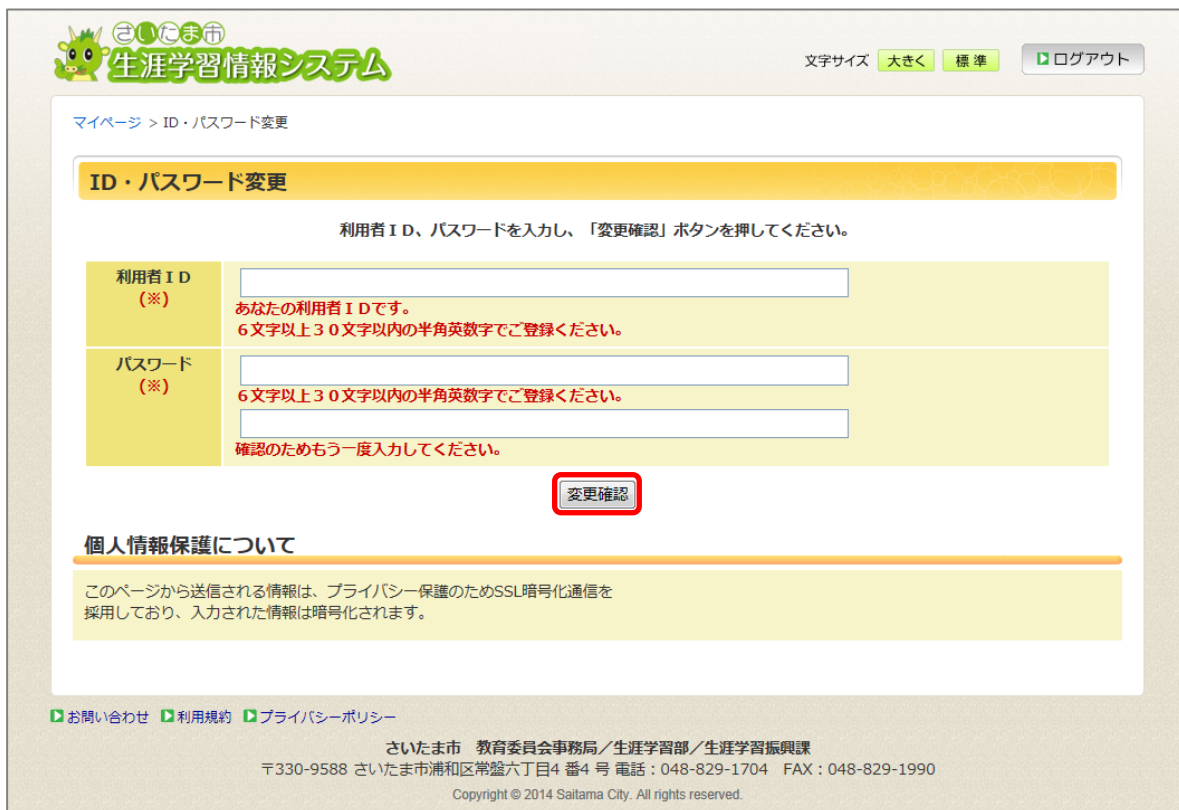 さいたま市
生涯学習情報システム
文字サイズ 大きく 標準 ログアウト
マイページ > ID・パスワード変更
ID・パスワード変更
利用者ＩＤ、パスワードを入力し、「変更確認」ボタンを押してください。
利用者ＩＤ
(※)
あなたの利用者ＩＤです。
６文字以上３０文字以内の半角英数字でご登録ください。
パスワード
(※)
６文字以上３０文字以内の半角英数字でご登録ください。
確認のためもう一度入力してください。
変更確認
個人情報保護について
このページから送信される情報は、プライバシー保護のためSSL暗号化通信を
採用しており、入力された情報は暗号化されます。
お問い合わせ 利用規約 プライバシーポリシー
さいたま市　教育委員会事務局／生涯学習部／生涯学習振興課
〒330-9588 さいたま市浦和区常盤六丁目4 番4 号 電話：048-829-1704　FAX：048-829-1990
Copyright © 2014 Saitama City. All rights reserved.